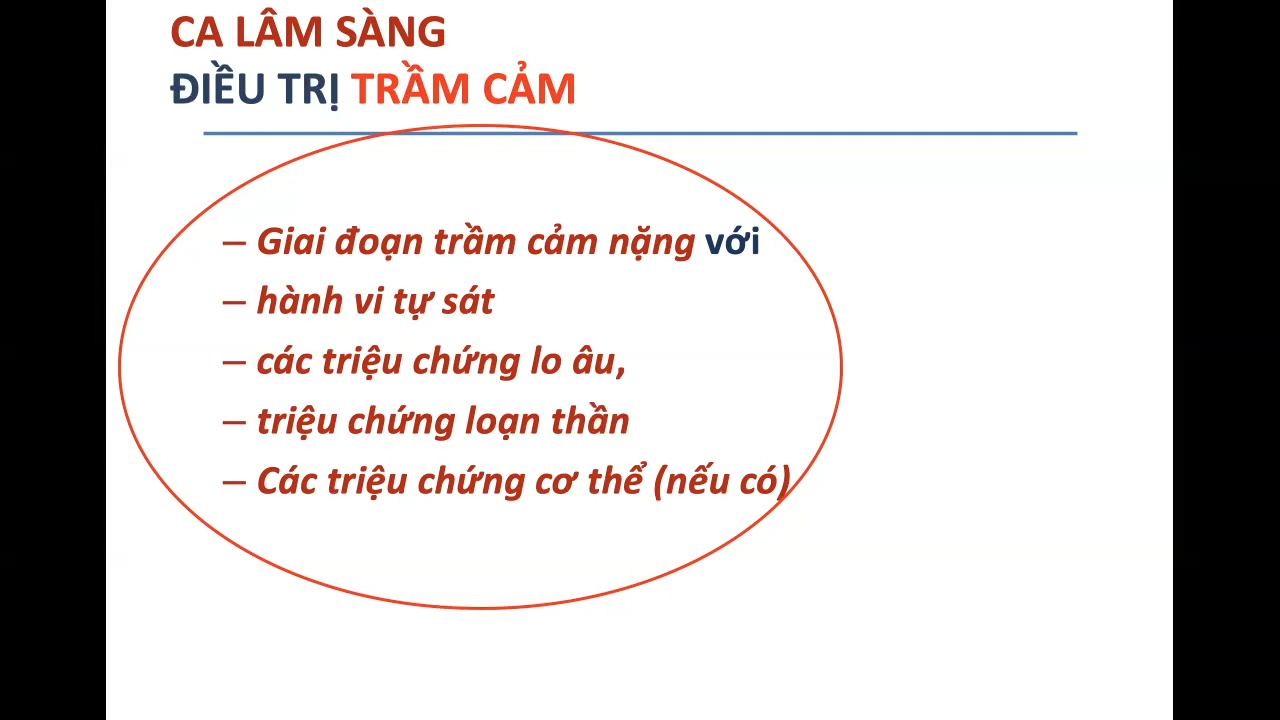 CA LÂM SÀNG
ĐIỀU TRỊ TRẦM CẢM
– Giai đoạn trầm cảm nặng với
– hành vi tự sát
– các triệu chứng lo âu,
– triệu chứng loạn thần
– Các triệu chứng cơ thể (nếu có)